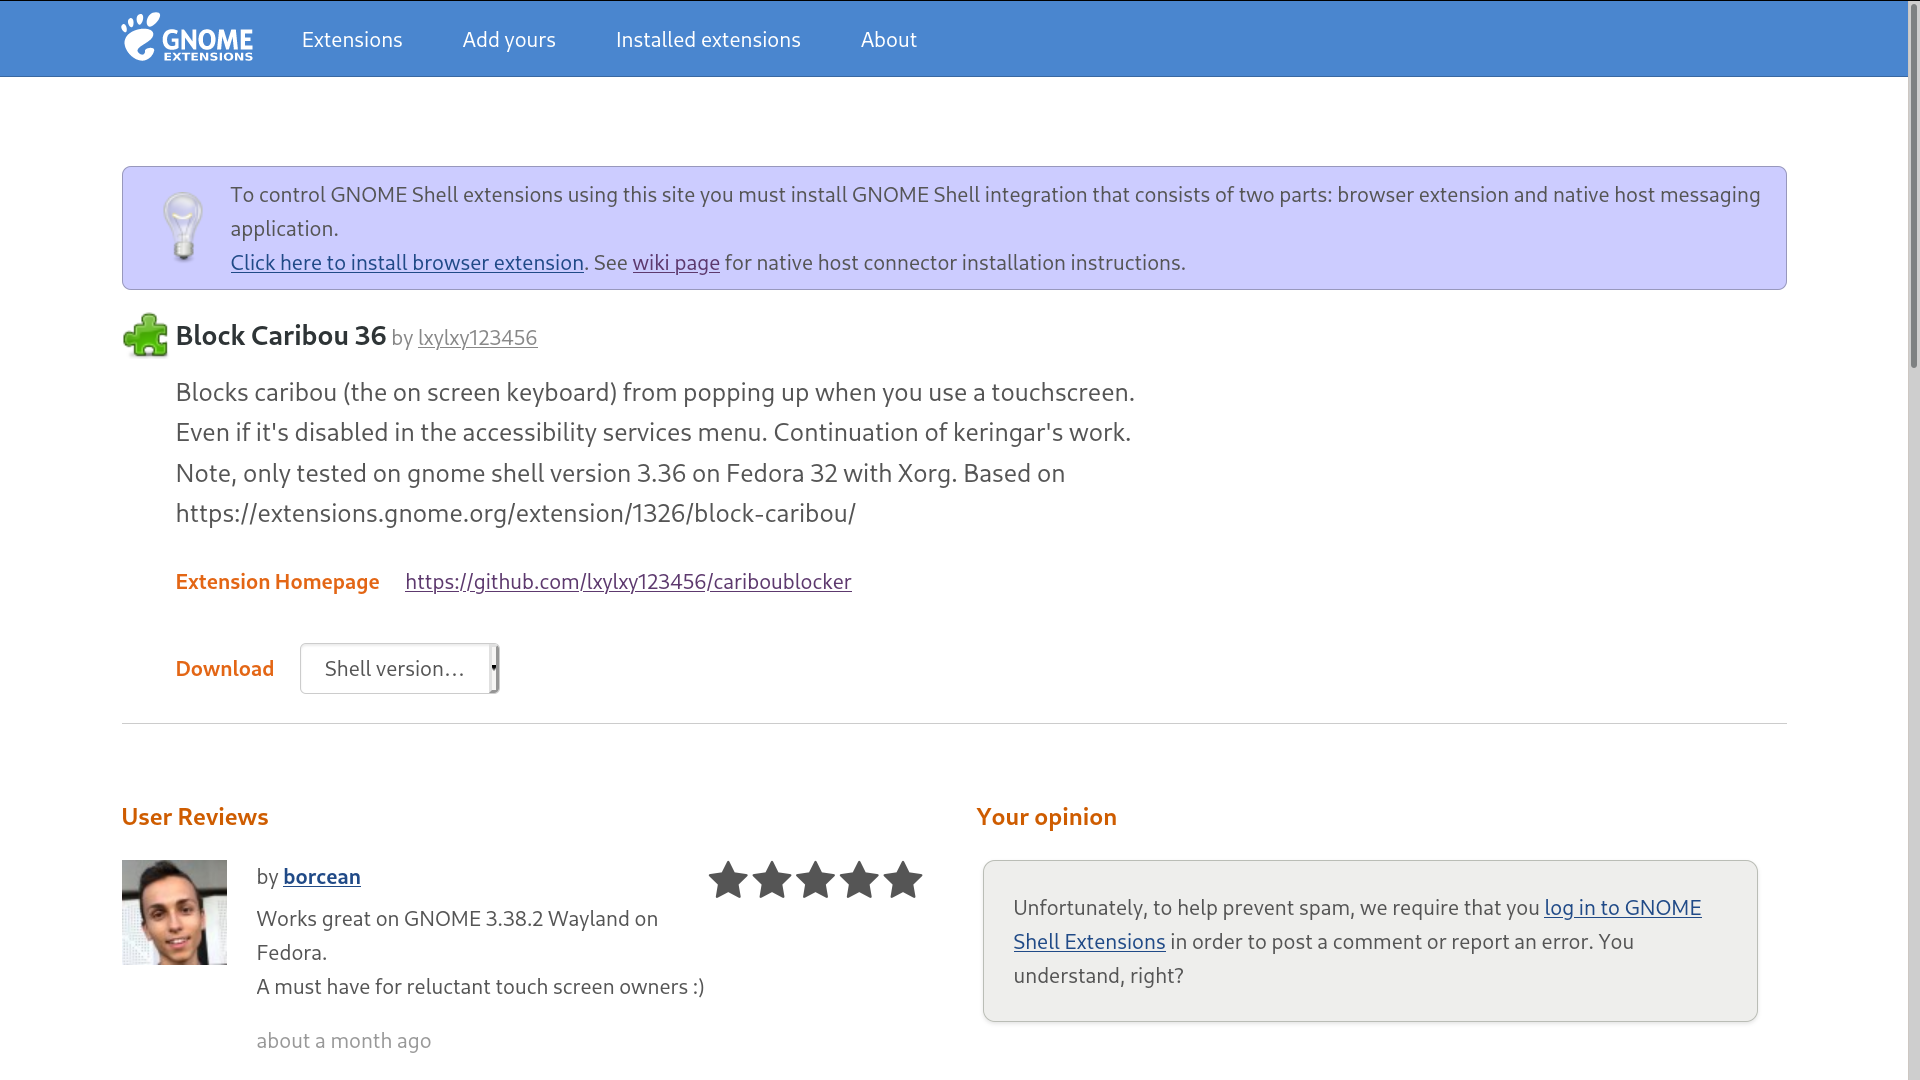 GNOME
EXTENSIONS
Extensions
Add yours
Installed extensions
About
To control GNOME Shell extensions using this site you must install GNOME Shell integration that consists of two parts: browser extension and native host messaging
application.
Click here to install browser extension. See wiki page for native host connector installation instructions.
Block Caribou 36 by lxylxy123456
Blocks caribou (the on screen keyboard) from popping up when you use a touchscreen.
Even if it's disabled in the accessibility services menu. Continuation of keringar's work.
Note, only tested on gnome shell version 3.36 on Fedora 32 with Xorg. Based on
https://extensions.gnome.org/extension/1326/block-caribou/
Extension Homepage https://github.com/lxylxy123456/cariboublocker
Download Shell version...
User Reviews
by borcean
Works great on GNOME 3.38.2 Wayland on
Fedora.
A must have for reluctant touch screen owners :)
about a month ago
Your opinion
Unfortunately, to help prevent spam, we require that you log in to GNOME
Shell Extensions in order to post a comment or report an error. You
understand, right?